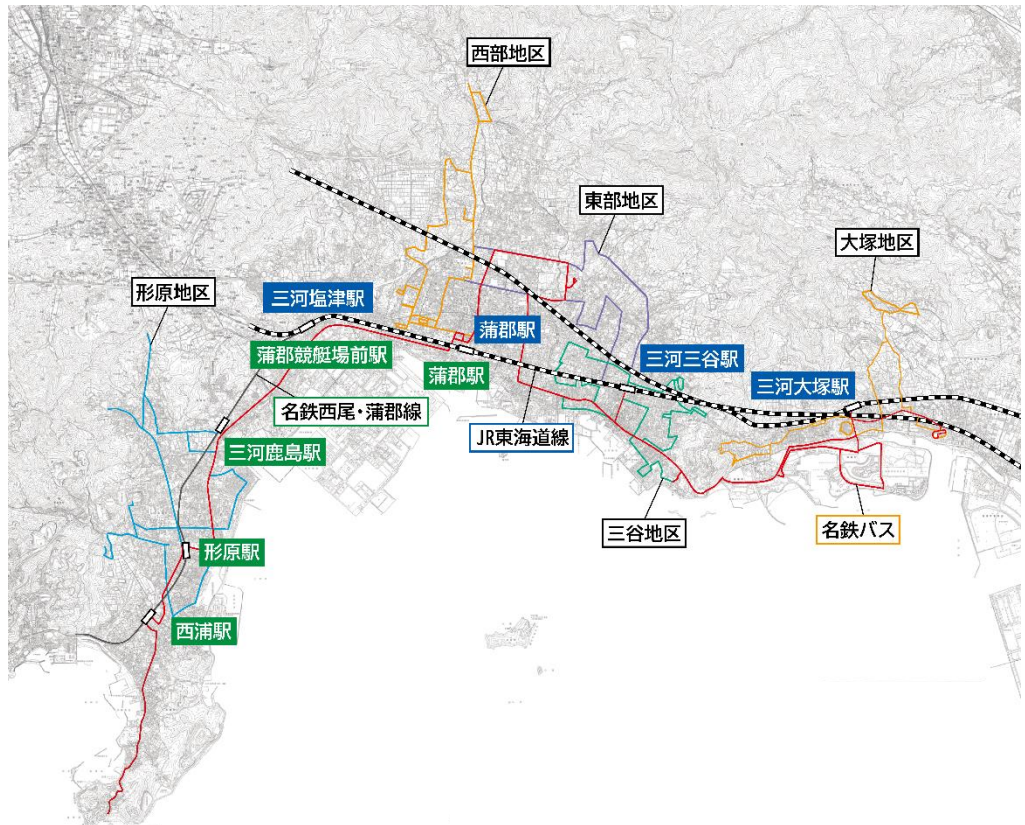 西部地区
東部地区
大塚地区
形原地区
三河塩津駅
蒲郡駅
蒲郡競艇場前駅
蒲郡駅
三河三谷駅
三河大塚駅
名鉄西尾・蒲郡線
JR東海道線
三河鹿島駅
三谷地区
名鉄バス
形原駅
西浦駅